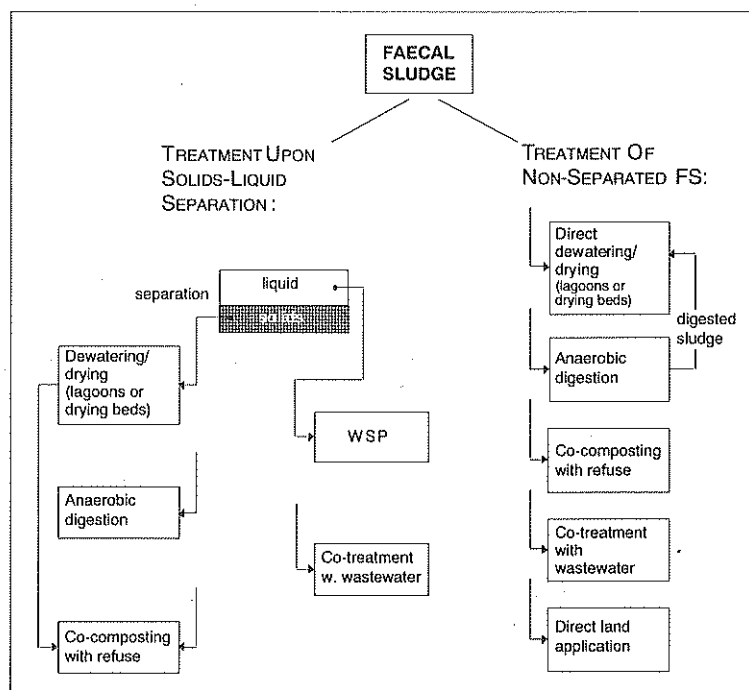 FAECAL
SLUDGE
TREATMENT UPON
SOLIDS-LIQUID
SEPARATION :
TREATMENT OF
NON-SEPARATED FS:
separation
liquid
Dewatering/
drying
(lagoons or
drying beds)
Anaerobic
digestion
Co-composting
with refuse
WSP
Co-treatment
w. wastewater
Direct
dewatering/
drying
(lagoons or
drying beds)
digested
sludge
Anaerobic
digestion
Co-composting
with refuse
Co-treatment
with
wastewater
Direct land
application